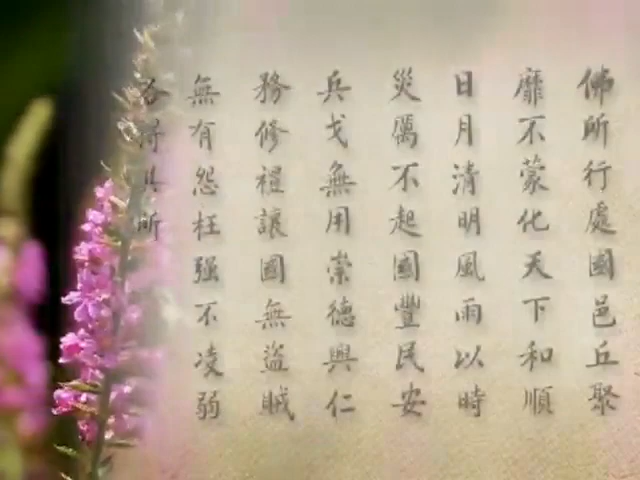 佛所行處國邑丘聚
靡不蒙化天下和順
日月清明風雨以時
災厲不起國豐民安
兵戈無用崇德興仁
務修禮讓國無盜賊
無有怨枉强不凌弱
各得其所